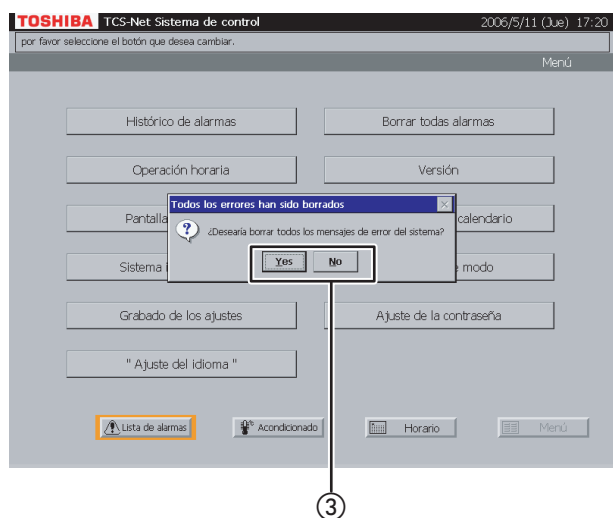 TOSHIBA TCS-Net Sistema de control 2006/5/11 (Jue) 17:20
por favor seleccione el botón que desea cambiar.
Menú
Histórico de alarmas Borrar todas alarmas
Operación horaria Versión
Todos los errores han sido borrados
Pantalla calendario
¿Desearía borrar todos los mensajes de error del sistema?
Yes No
Sistema modo
Grabado de los ajustes Ajuste de la contraseña
" Ajuste del idioma "
Lista de alarmas Acondicionado Horario Menú
③